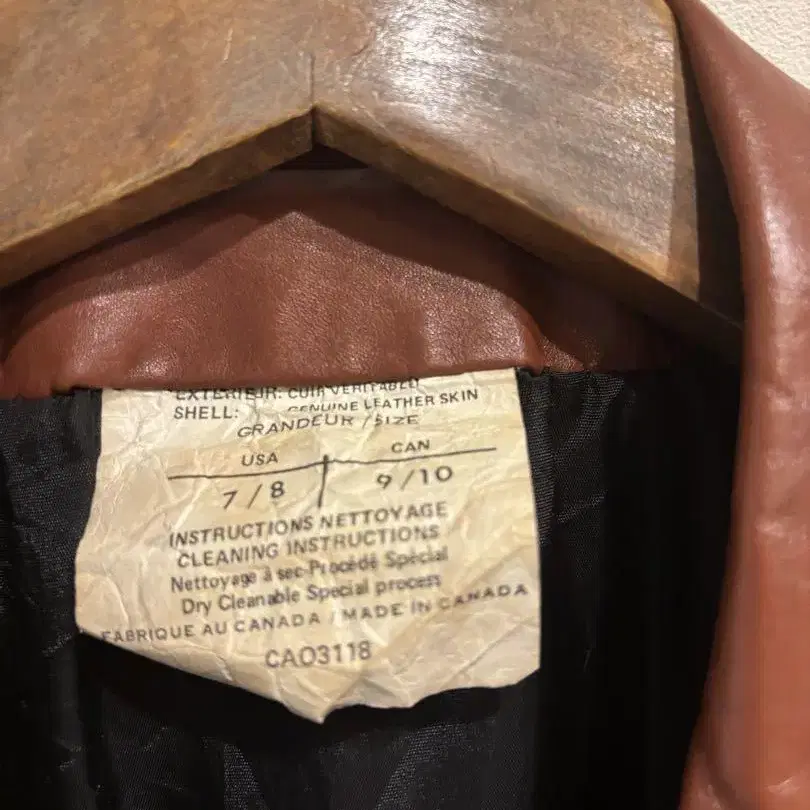 EXTERIEUR: CUIR VERITABLE
SHELL: GENUINE LEATHER SKIN
GRANDEUR / SIZE
USA CAN
7/8 9/10
INSTRUCTIONS NETTOYAGE
CLEANING INSTRUCTIONS
Nettoyage à sec-Procédé Spécial
Dry Cleanable Special process
FABRIQUE AU CANADA / MADE IN CANADA
CA03118